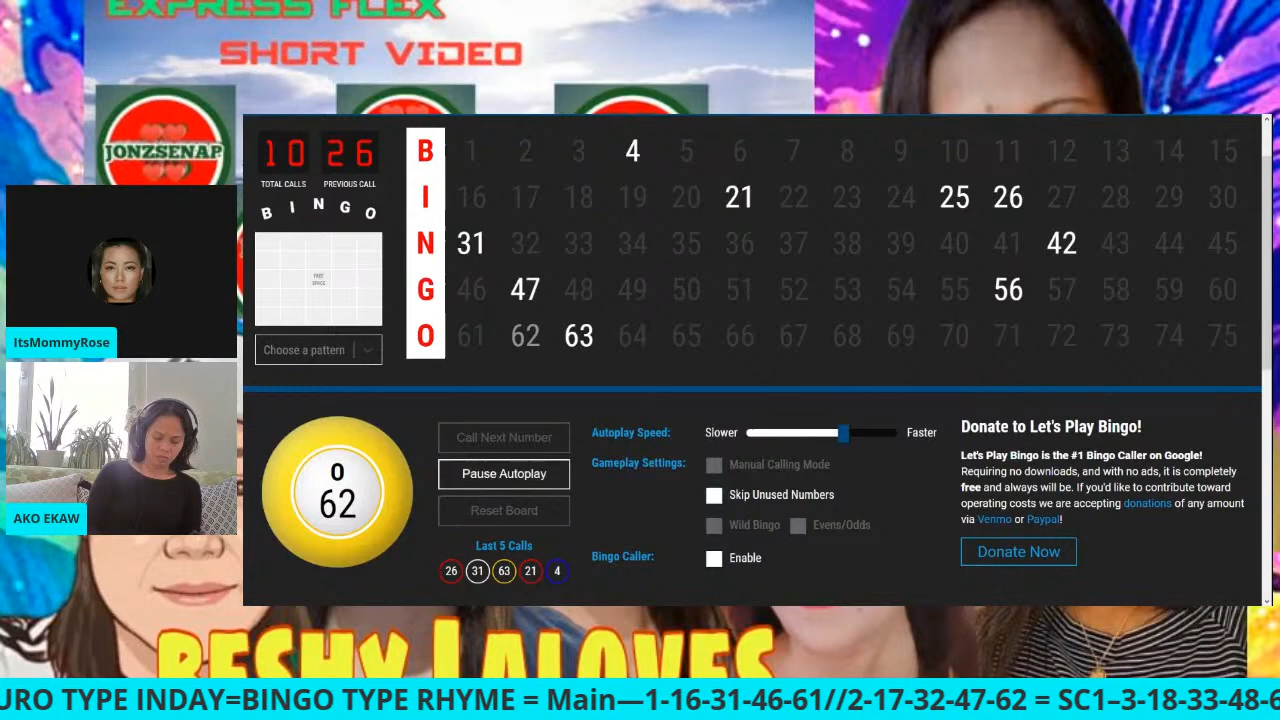 EXPRESS FLEX
SHORT VIDEO
JONZSENAP
10 26
TOTAL CALLS PREVIOUS CALL
B I N G O
FREE
SPACE
Choose a pattern
B 1 2 3 4 5 6 7 8 9 10 11 12 13 14 15
I 16 17 18 19 20 21 22 23 24 25 26 27 28 29 30
N 31 32 33 34 35 36 37 38 39 40 41 42 43 44 45
G 46 47 48 49 50 51 52 53 54 55 56 57 58 59 60
O 61 62 63 64 65 66 67 68 69 70 71 72 73 74 75
ItsMommyRose
AKO EKAW
O
62
Call Next Number
Pause Autoplay
Reset Board
Last 5 Calls
26 31 63 21 4
Autoplay Speed: Slower Faster
Gameplay Settings: Manual Calling Mode
Skip Unused Numbers
Wild Bingo Evens/Odds
Bingo Caller: Enable
Donate to Let's Play Bingo!
Let's Play Bingo is the #1 Bingo Caller on Google!
Requiring no downloads, and with no ads, it is completely
free and always will be. If you'd like to contribute toward
operating costs we are accepting donations of any amount
via Venmo or Paypal!
Donate Now
BESHY LALOVES
URO TYPE INDAY=BINGO TYPE RHYME = Main—1-16-31-46-61//2-17-32-47-62 = SC1–3-18-33-48-6